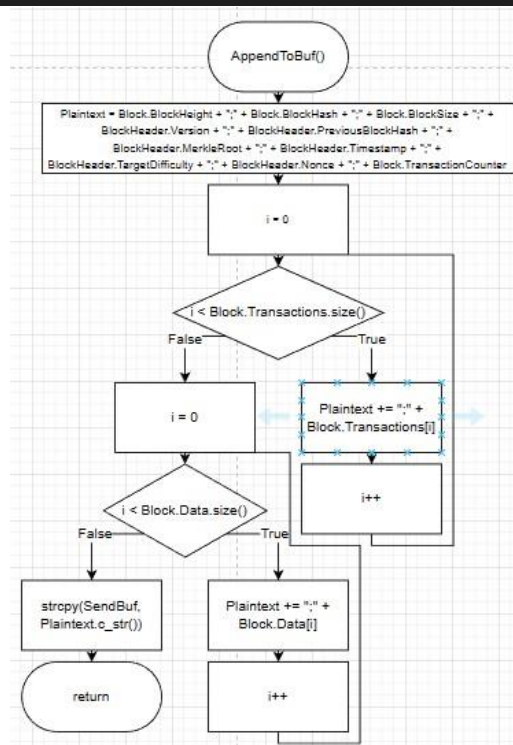 AppendToBuf()
Plaintext = Block.BlockHeight + ";" + Block.BlockHash + ";" + Block.BlockSize + ";" +
BlockHeader.Version + ";" + BlockHeader.PreviousBlockHash + ";" +
BlockHeader.MerkleRoot + ";" + BlockHeader.Timestamp + ";" +
BlockHeader.TargetDifficulty + ";" + BlockHeader.Nonce + ";" + Block.TransactionCounter
i = 0
i < Block.Transactions.size()
False
True
i = 0
Plaintext += ";" +
Block.Transactions[i]
i++
i < Block.Data.size()
False
True
strcpy(SendBuf,
Plaintext.c_str())
Plaintext += ";" +
Block.Data[i]
return
i++